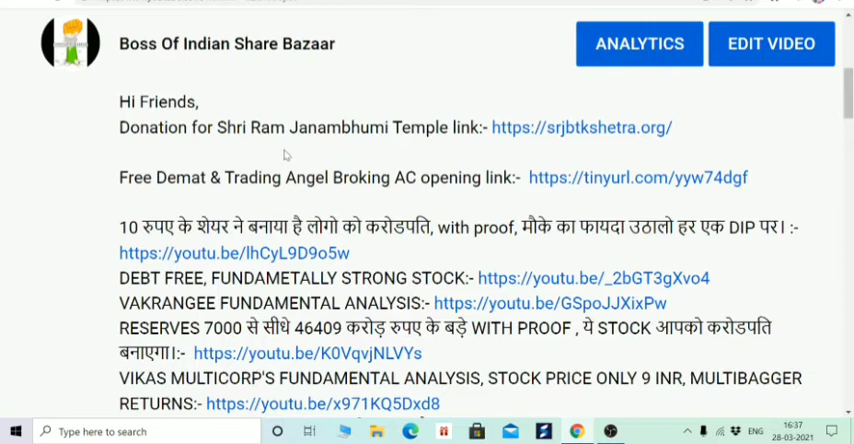 Boss Of Indian Share Bazaar
ANALYTICS
EDIT VIDEO
Hi Friends,
Donation for Shri Ram Janambhumi Temple link:- https://srjbtkshetra.org/
Free Demat & Trading Angel Broking AC opening link:- https://tinyurl.com/yyw74dgf
10 रुपए के शेयर ने बनाया है लोगो को करोडपति, with proof, मौके का फायदा उठालो हर एक DIP पर। :-
https://youtu.be/lhCyL9D9o5w
DEBT FREE, FUNDAMETALLY STRONG STOCK:- https://youtu.be/_2bGT3gXvo4
VAKRANGEE FUNDAMENTAL ANALYSIS:- https://youtu.be/GSpoJJXixPw
RESERVES 7000 से सीधे 46409 करोड़ रुपए के बड़े WITH PROOF , ये STOCK आपको करोडपति
बनाएगा।:- https://youtu.be/K0VqvjNLVYs
VIKAS MULTICORP'S FUNDAMENTAL ANALYSIS, STOCK PRICE ONLY 9 INR, MULTIBAGGER
RETURNS:- https://youtu.be/x971KQ5Dxd8
Type here to search
ENG
16:37
28-03-2021